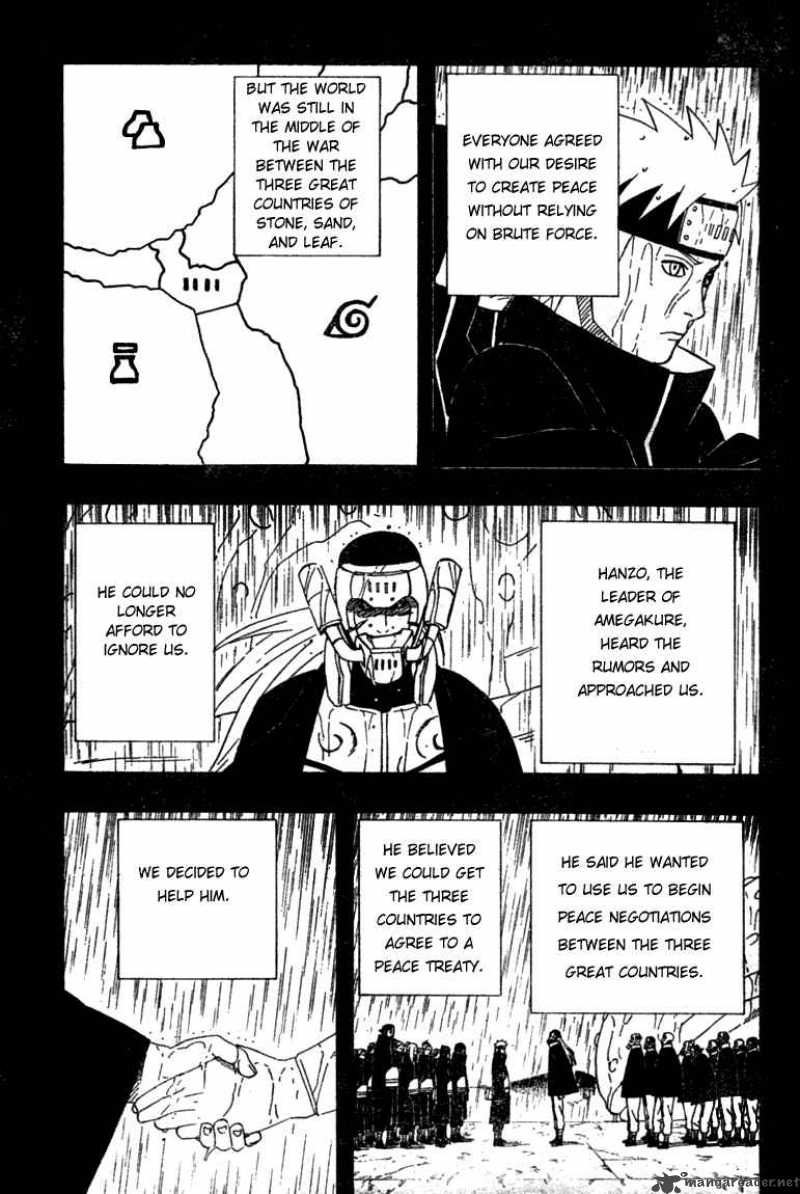 EVERYONE AGREED
WITH OUR DESIRE
TO CREATE PEACE
WITHOUT RELYING
ON BRUTE FORCE.
BUT THE WORLD
WAS STILL IN
THE MIDDLE OF
THE WAR
BETWEEN THE
THREE GREAT
COUNTRIES OF
STONE, SAND,
AND LEAF.
HANZO, THE
LEADER OF
AMEGAKURE,
HEARD THE
RUMORS AND
APPROACHED US.
HE COULD NO
LONGER
AFFORD TO
IGNORE US.
HE SAID HE WANTED
TO USE US TO BEGIN
PEACE NEGOTIATIONS
BETWEEN THE THREE
GREAT COUNTRIES.
HE BELIEVED
WE COULD GET
THE THREE
COUNTRIES TO
AGREE TO A
PEACE TREATY.
WE DECIDED TO
HELP HIM.
mangareader.net